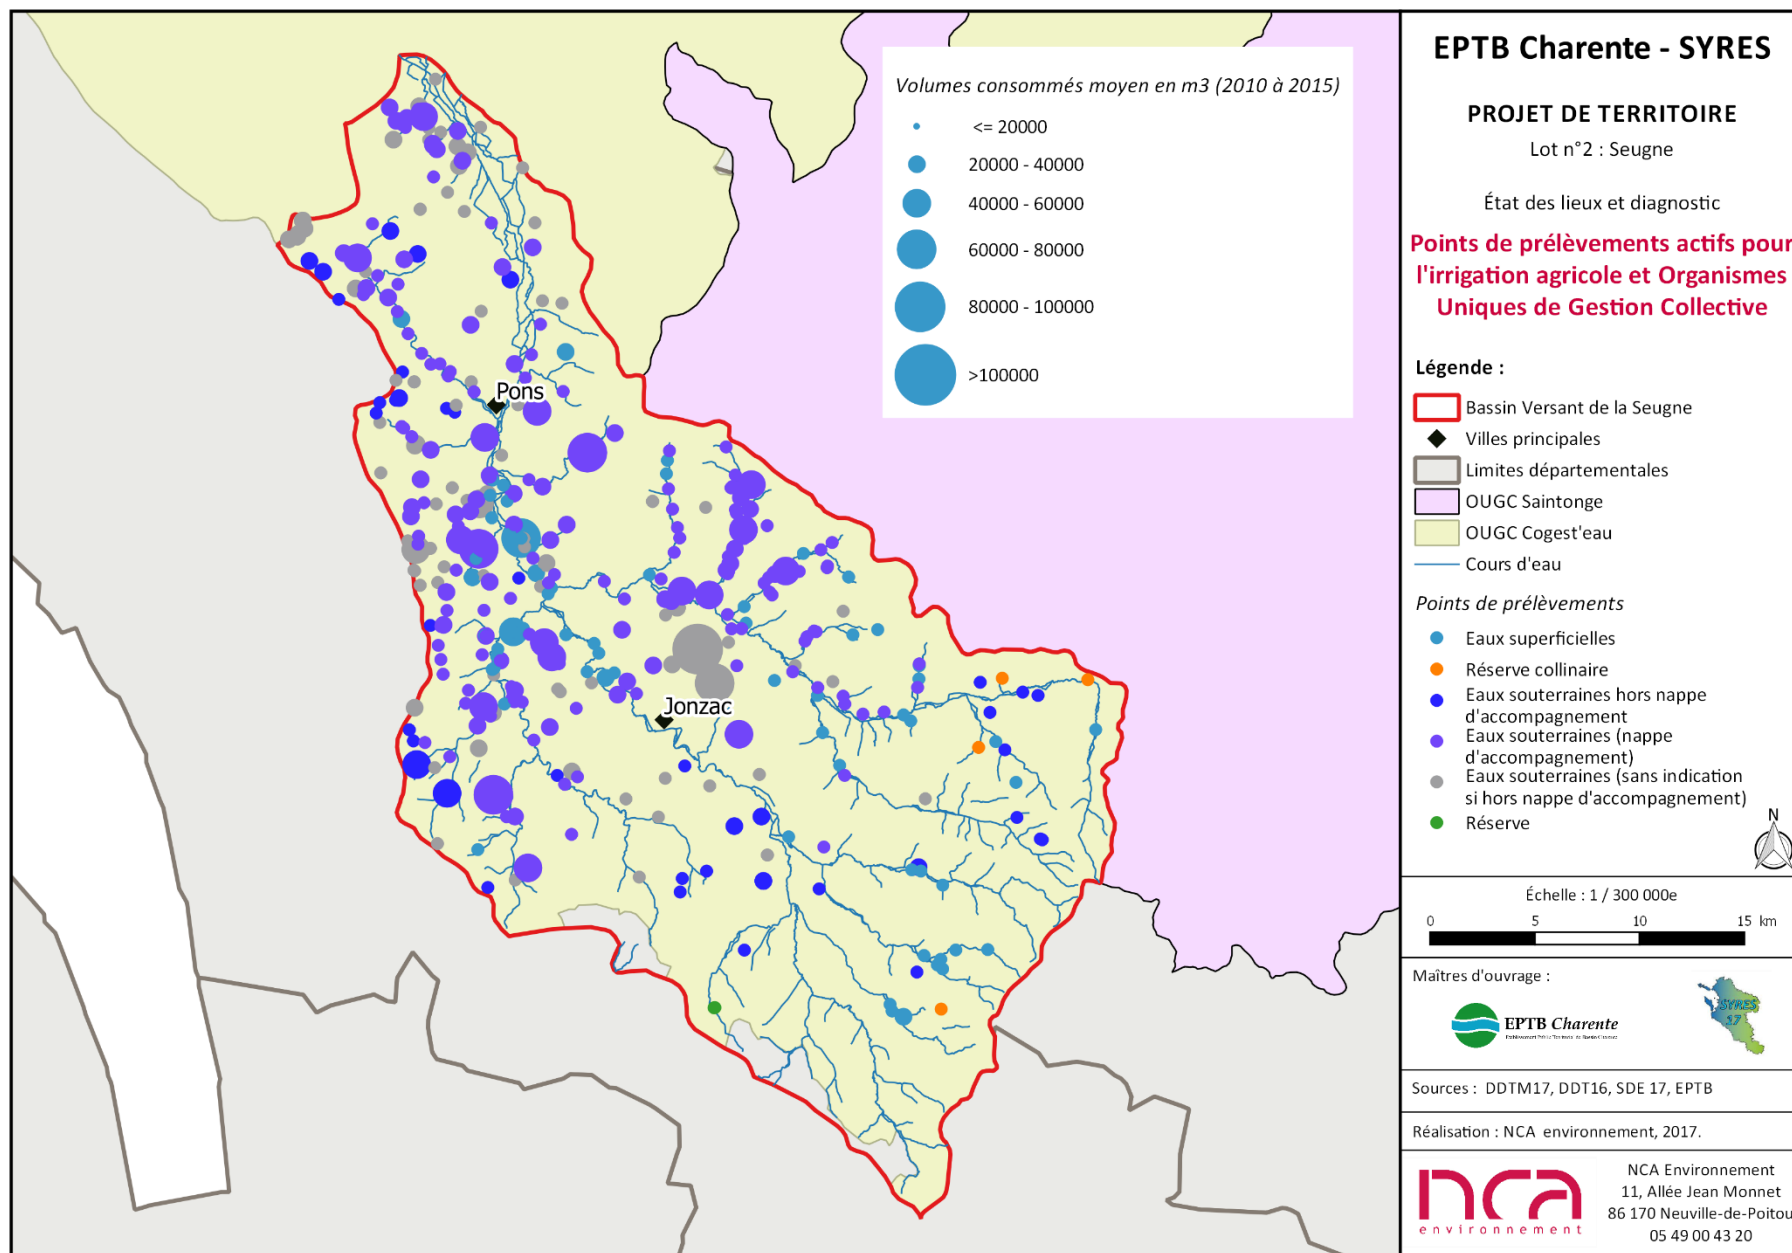 Volumes consommés moyen en m3 (2010 à 2015)
<= 20000
20000 - 40000
40000 - 60000
60000 - 80000
80000 - 100000
>100000
Pons
Jonzac
EPTB Charente - SYRES
PROJET DE TERRITOIRE
Lot n°2 : Seugne
État des lieux et diagnostic
Points de prélèvements actifs pour
l'irrigation agricole et Organismes
Uniques de Gestion Collective
Légende :
Bassin Versant de la Seugne
Villes principales
Limites départementales
OUGC Saintonge
OUGC Cogest'eau
Cours d'eau
Points de prélèvements
Eaux superficielles
Réserve collinaire
Eaux souterraines hors nappe
d'accompagnement
Eaux souterraines (nappe
d'accompagnement)
Eaux souterraines (sans indication
si hors nappe d'accompagnement)
Réserve
N
Échelle : 1 / 300 000e
0 5 10 15 km
Maîtres d'ouvrage :
EPTB Charente
SYRES
17
Sources : DDTM17, DDT16, SDE 17, EPTB
Réalisation : NCA environnement, 2017.
nca
environnement
NCA Environnement
11, Allée Jean Monnet
86 170 Neuville-de-Poitou
05 49 00 43 20